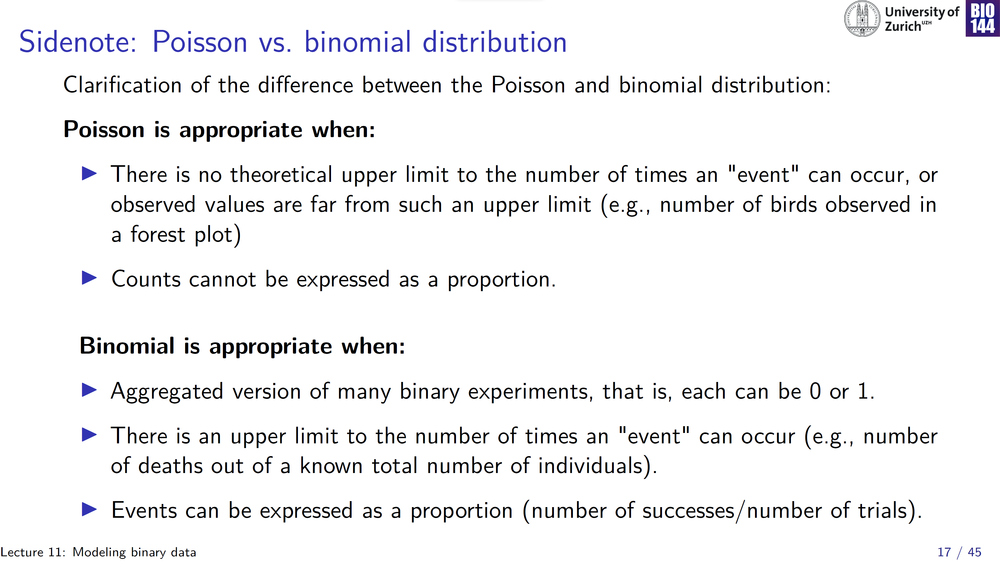 University of
Zurich UZH
BIO
144
Sidenote: Poisson vs. binomial distribution
Clarification of the difference between the Poisson and binomial distribution:
Poisson is appropriate when:
▶ There is no theoretical upper limit to the number of times an "event" can occur, or
observed values are far from such an upper limit (e.g., number of birds observed in
a forest plot)
▶ Counts cannot be expressed as a proportion.
Binomial is appropriate when:
▶ Aggregated version of many binary experiments, that is, each can be 0 or 1.
▶ There is an upper limit to the number of times an "event" can occur (e.g., number
of deaths out of a known total number of individuals).
▶ Events can be expressed as a proportion (number of successes/number of trials).
Lecture 11: Modeling binary data
17 / 45